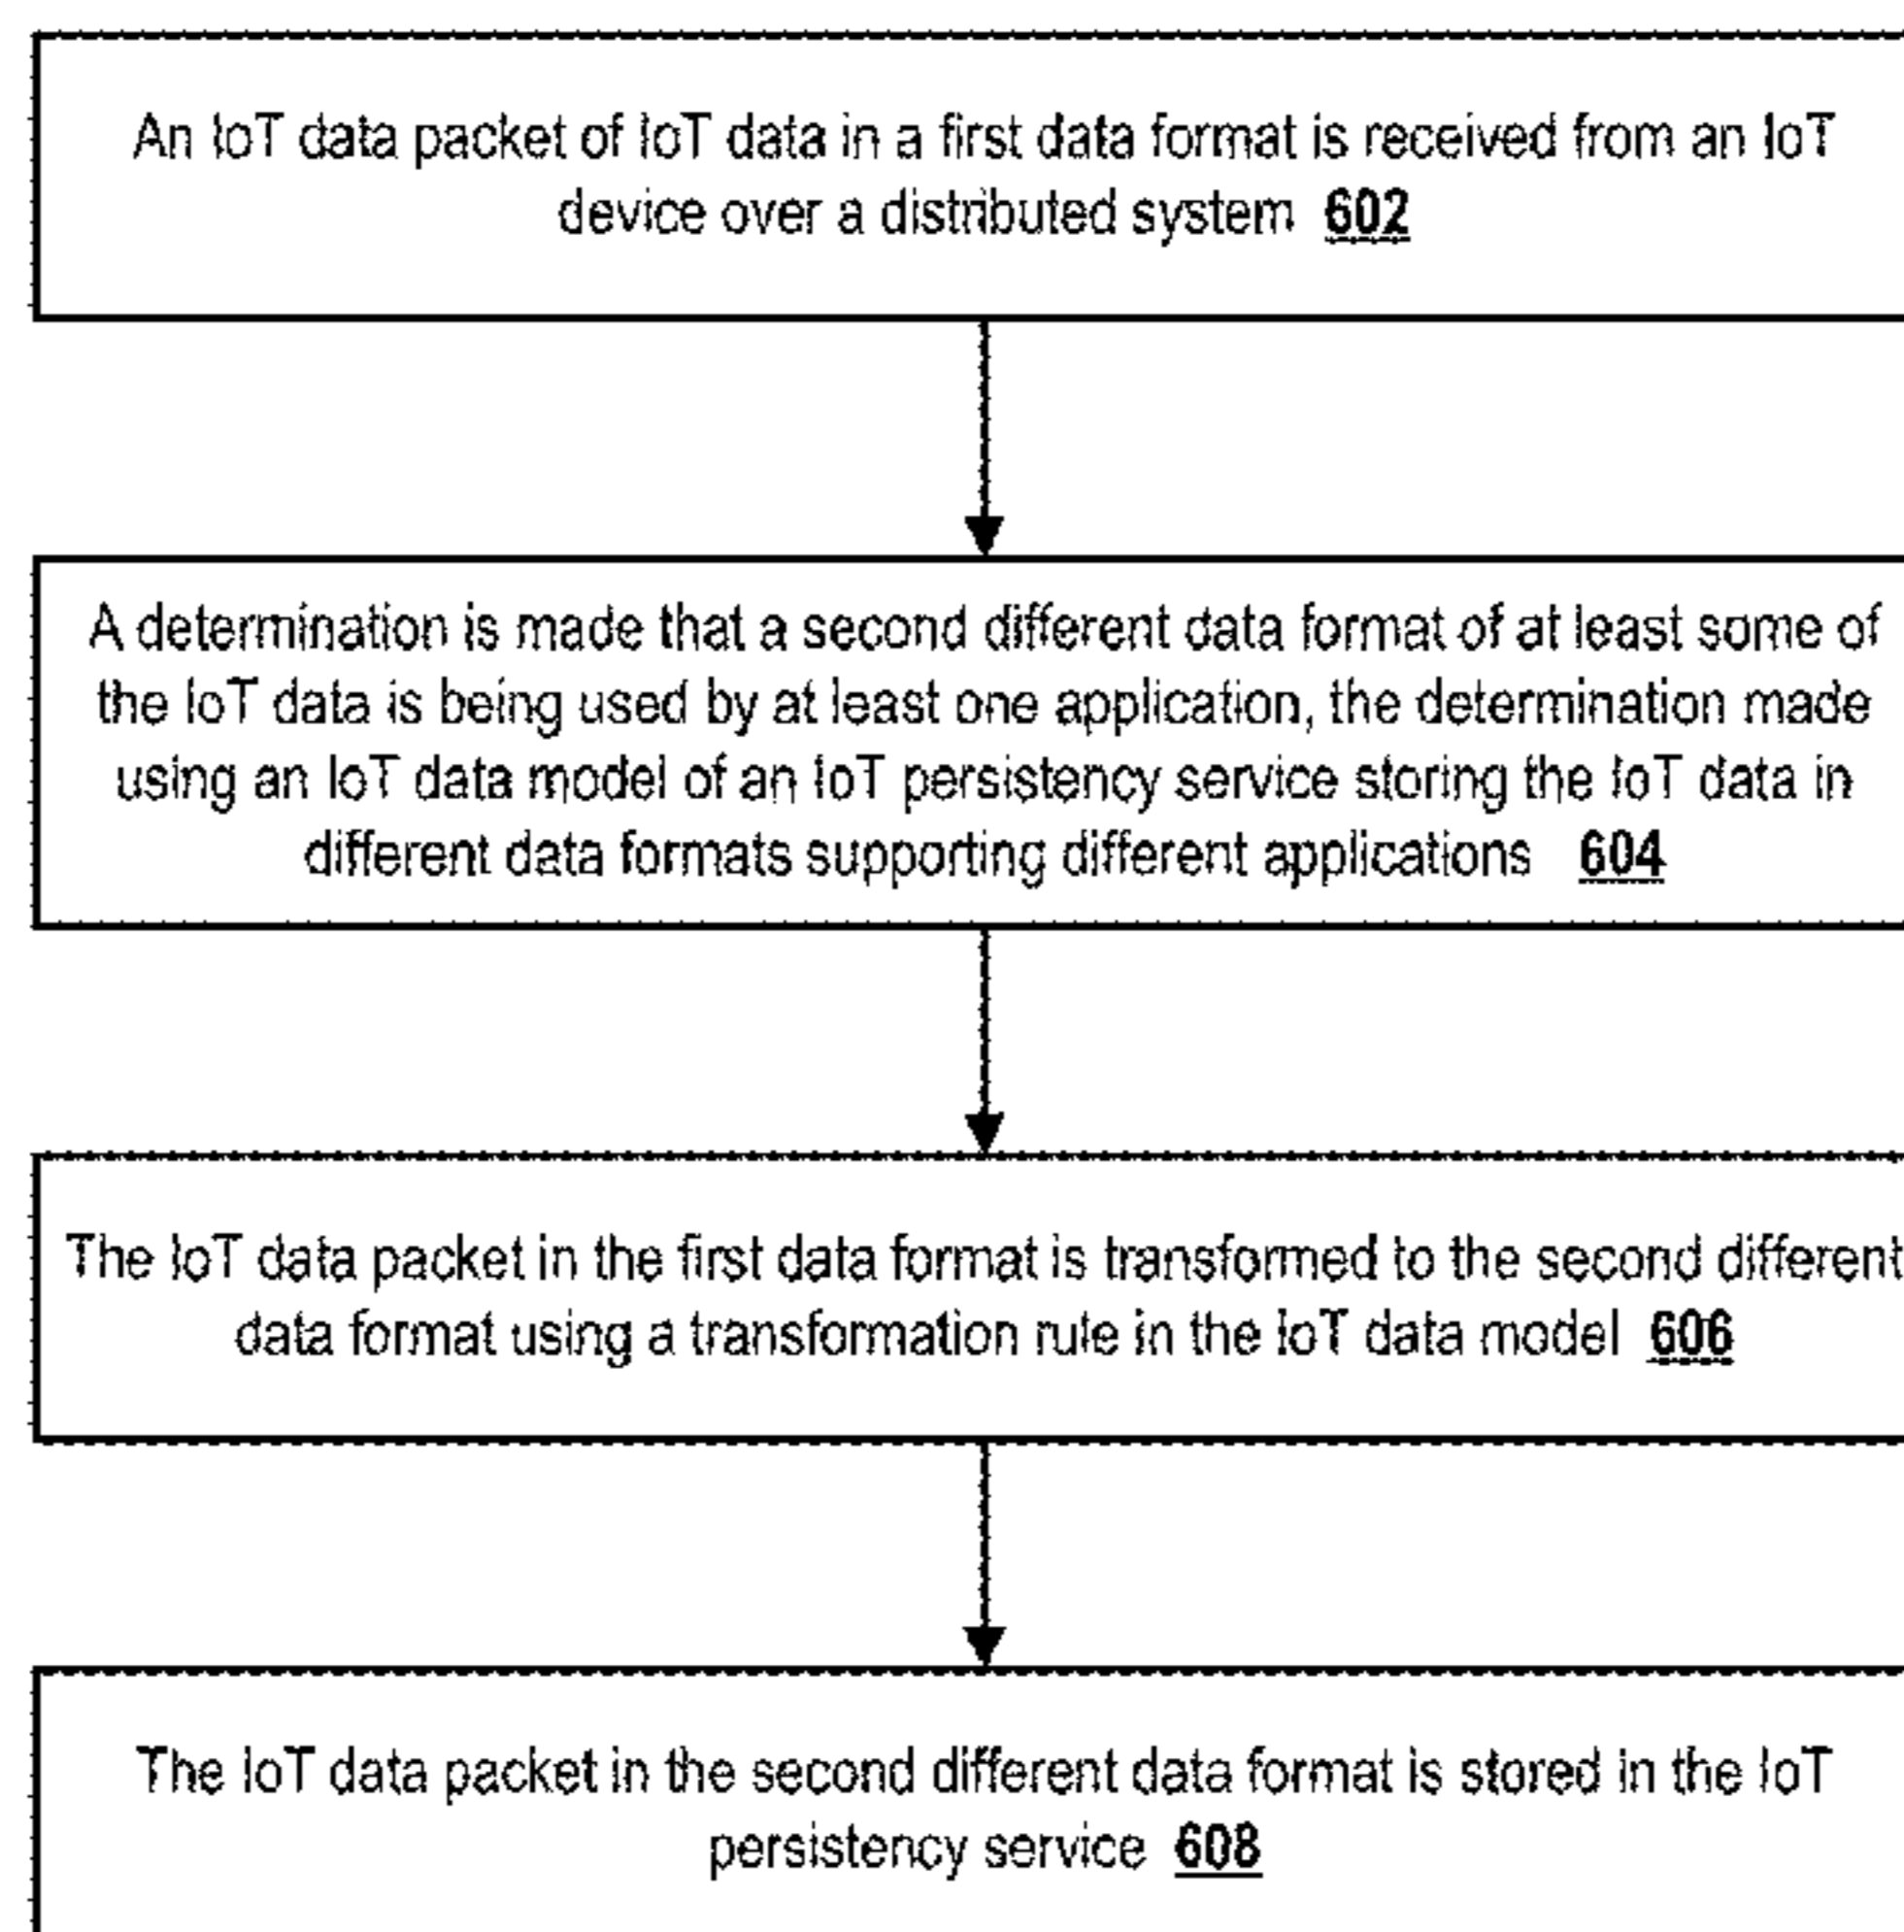 An IoT data packet of IoT data in a first data format is received from an IoT
device over a distributed system 602
A determination is made that a second different data format of at least some of
the IoT data is being used by at least one application, the determination made
using an IoT data model of an IoT persistency service storing the IoT data in
different data formats supporting different applications 604
The IoT data packet in the first data format is transformed to the second different
data format using a transformation rule in the IoT data model 606
The IoT data packet in the second different data format is stored in the IoT
persistency service 608